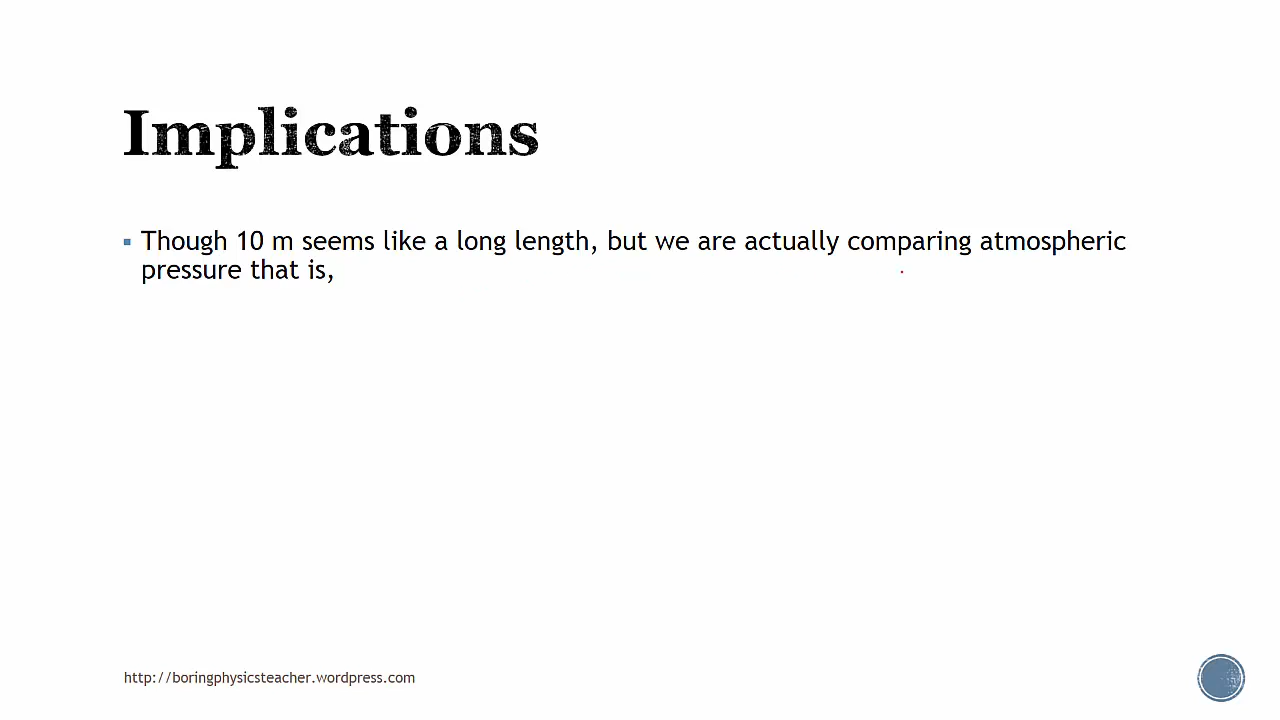 Implications
Though 10 m seems like a long length, but we are actually comparing atmospheric
pressure that is,
http://boringphysicsteacher.wordpress.com